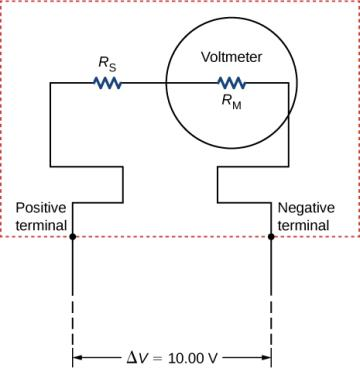 Voltmeter
R_S
R_M
Positive
terminal
Negative
terminal
ΔV = 10.00 V